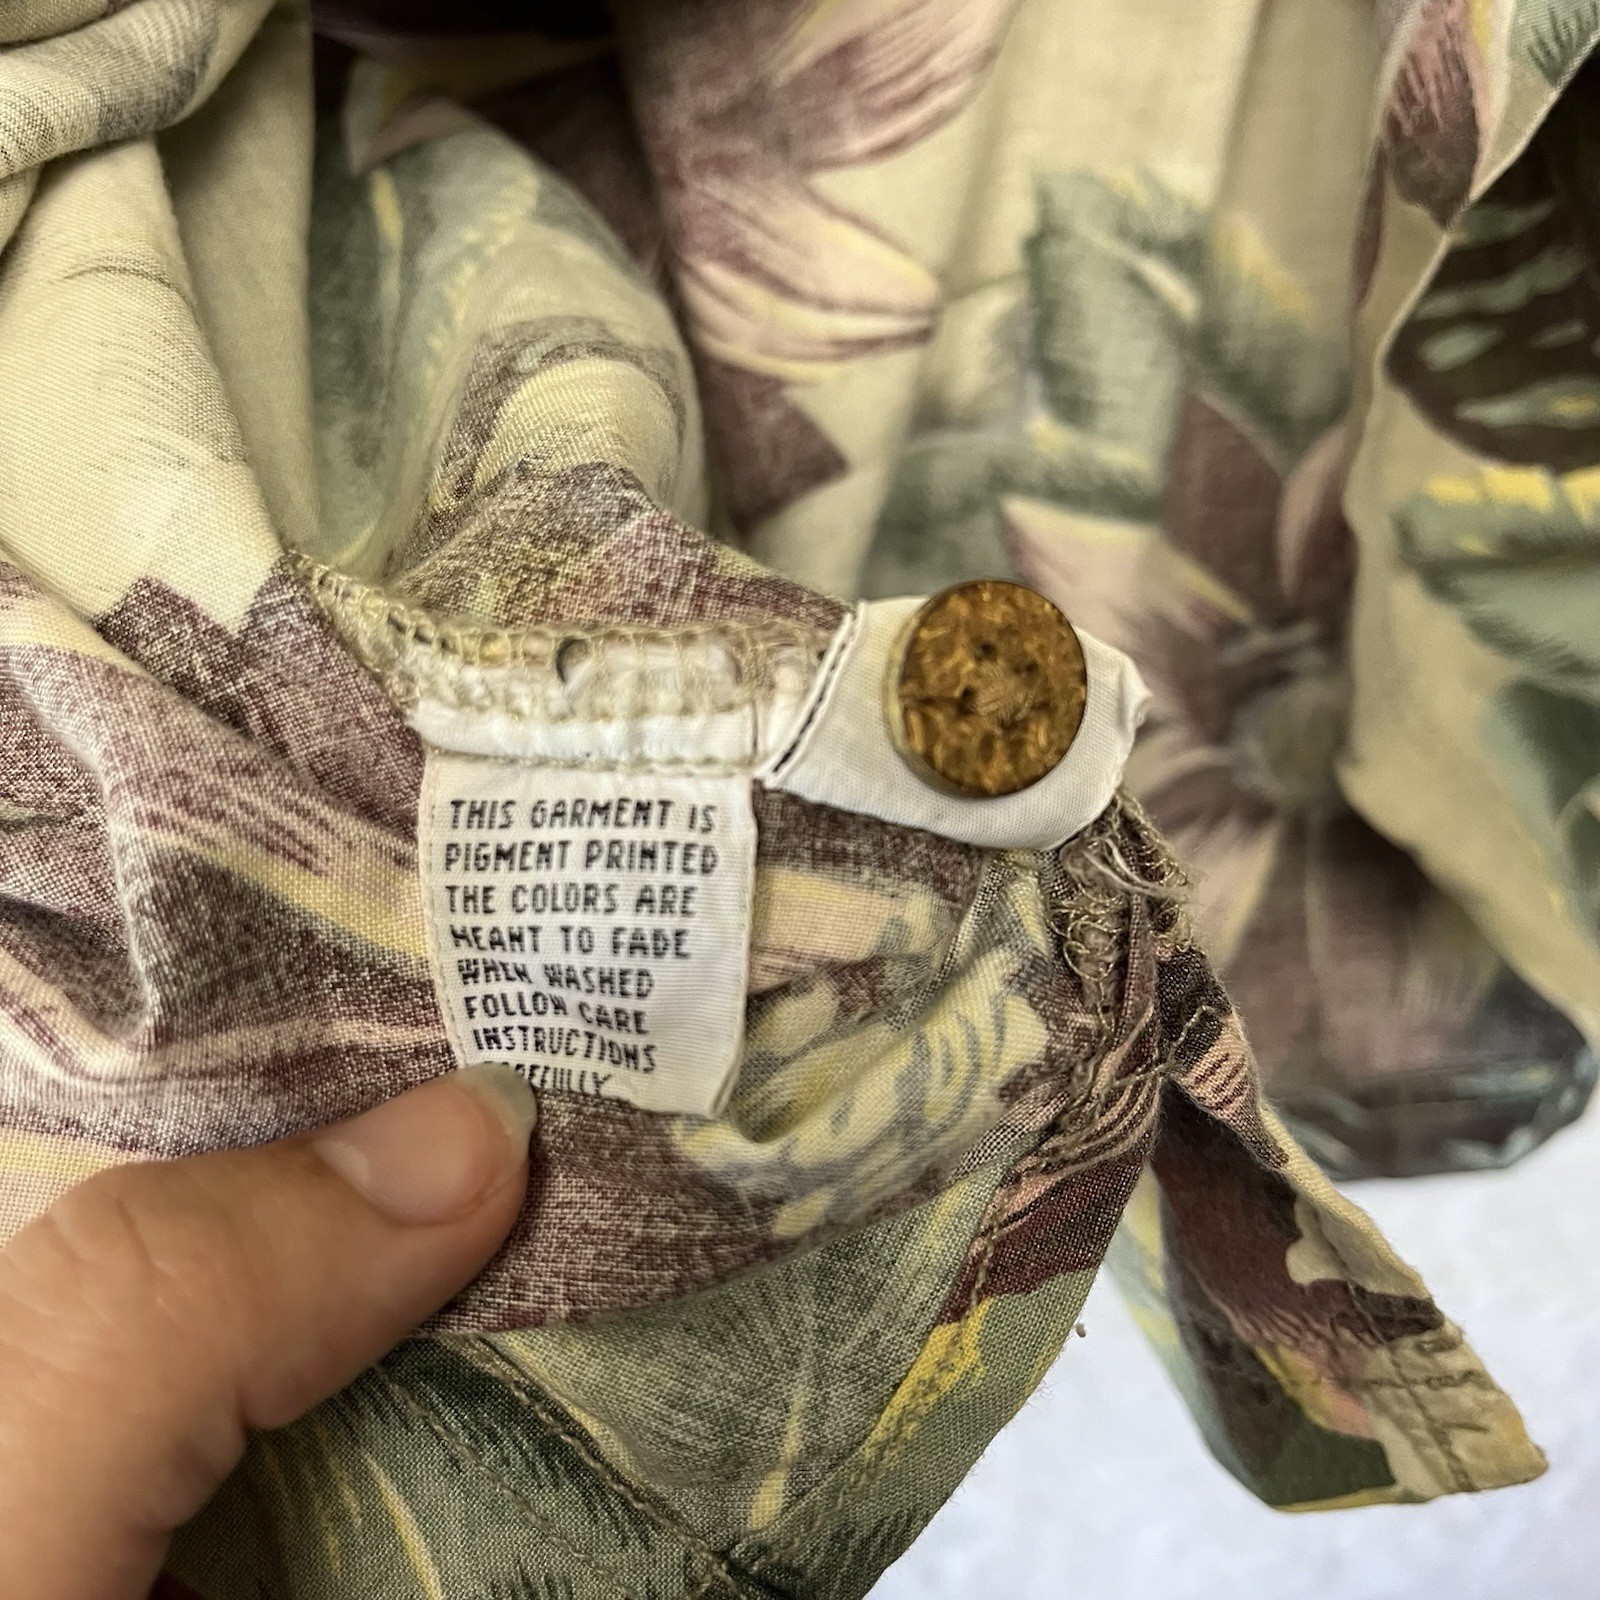 THIS GARMENT IS
PIGMENT PRINTED
THE COLORS ARE
MEANT TO FADE
WHEN WASHED
FOLLOW CARE
INSTRUCTIONS